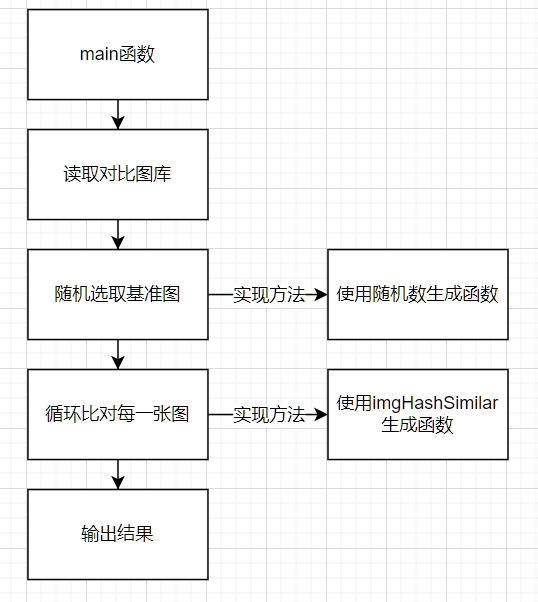 main函数
读取对比图库
随机选取基准图
实现方法
使用随机数生成函数
循环比对每一张图
实现方法
使用imgHashSimilar
生成函数
输出结果